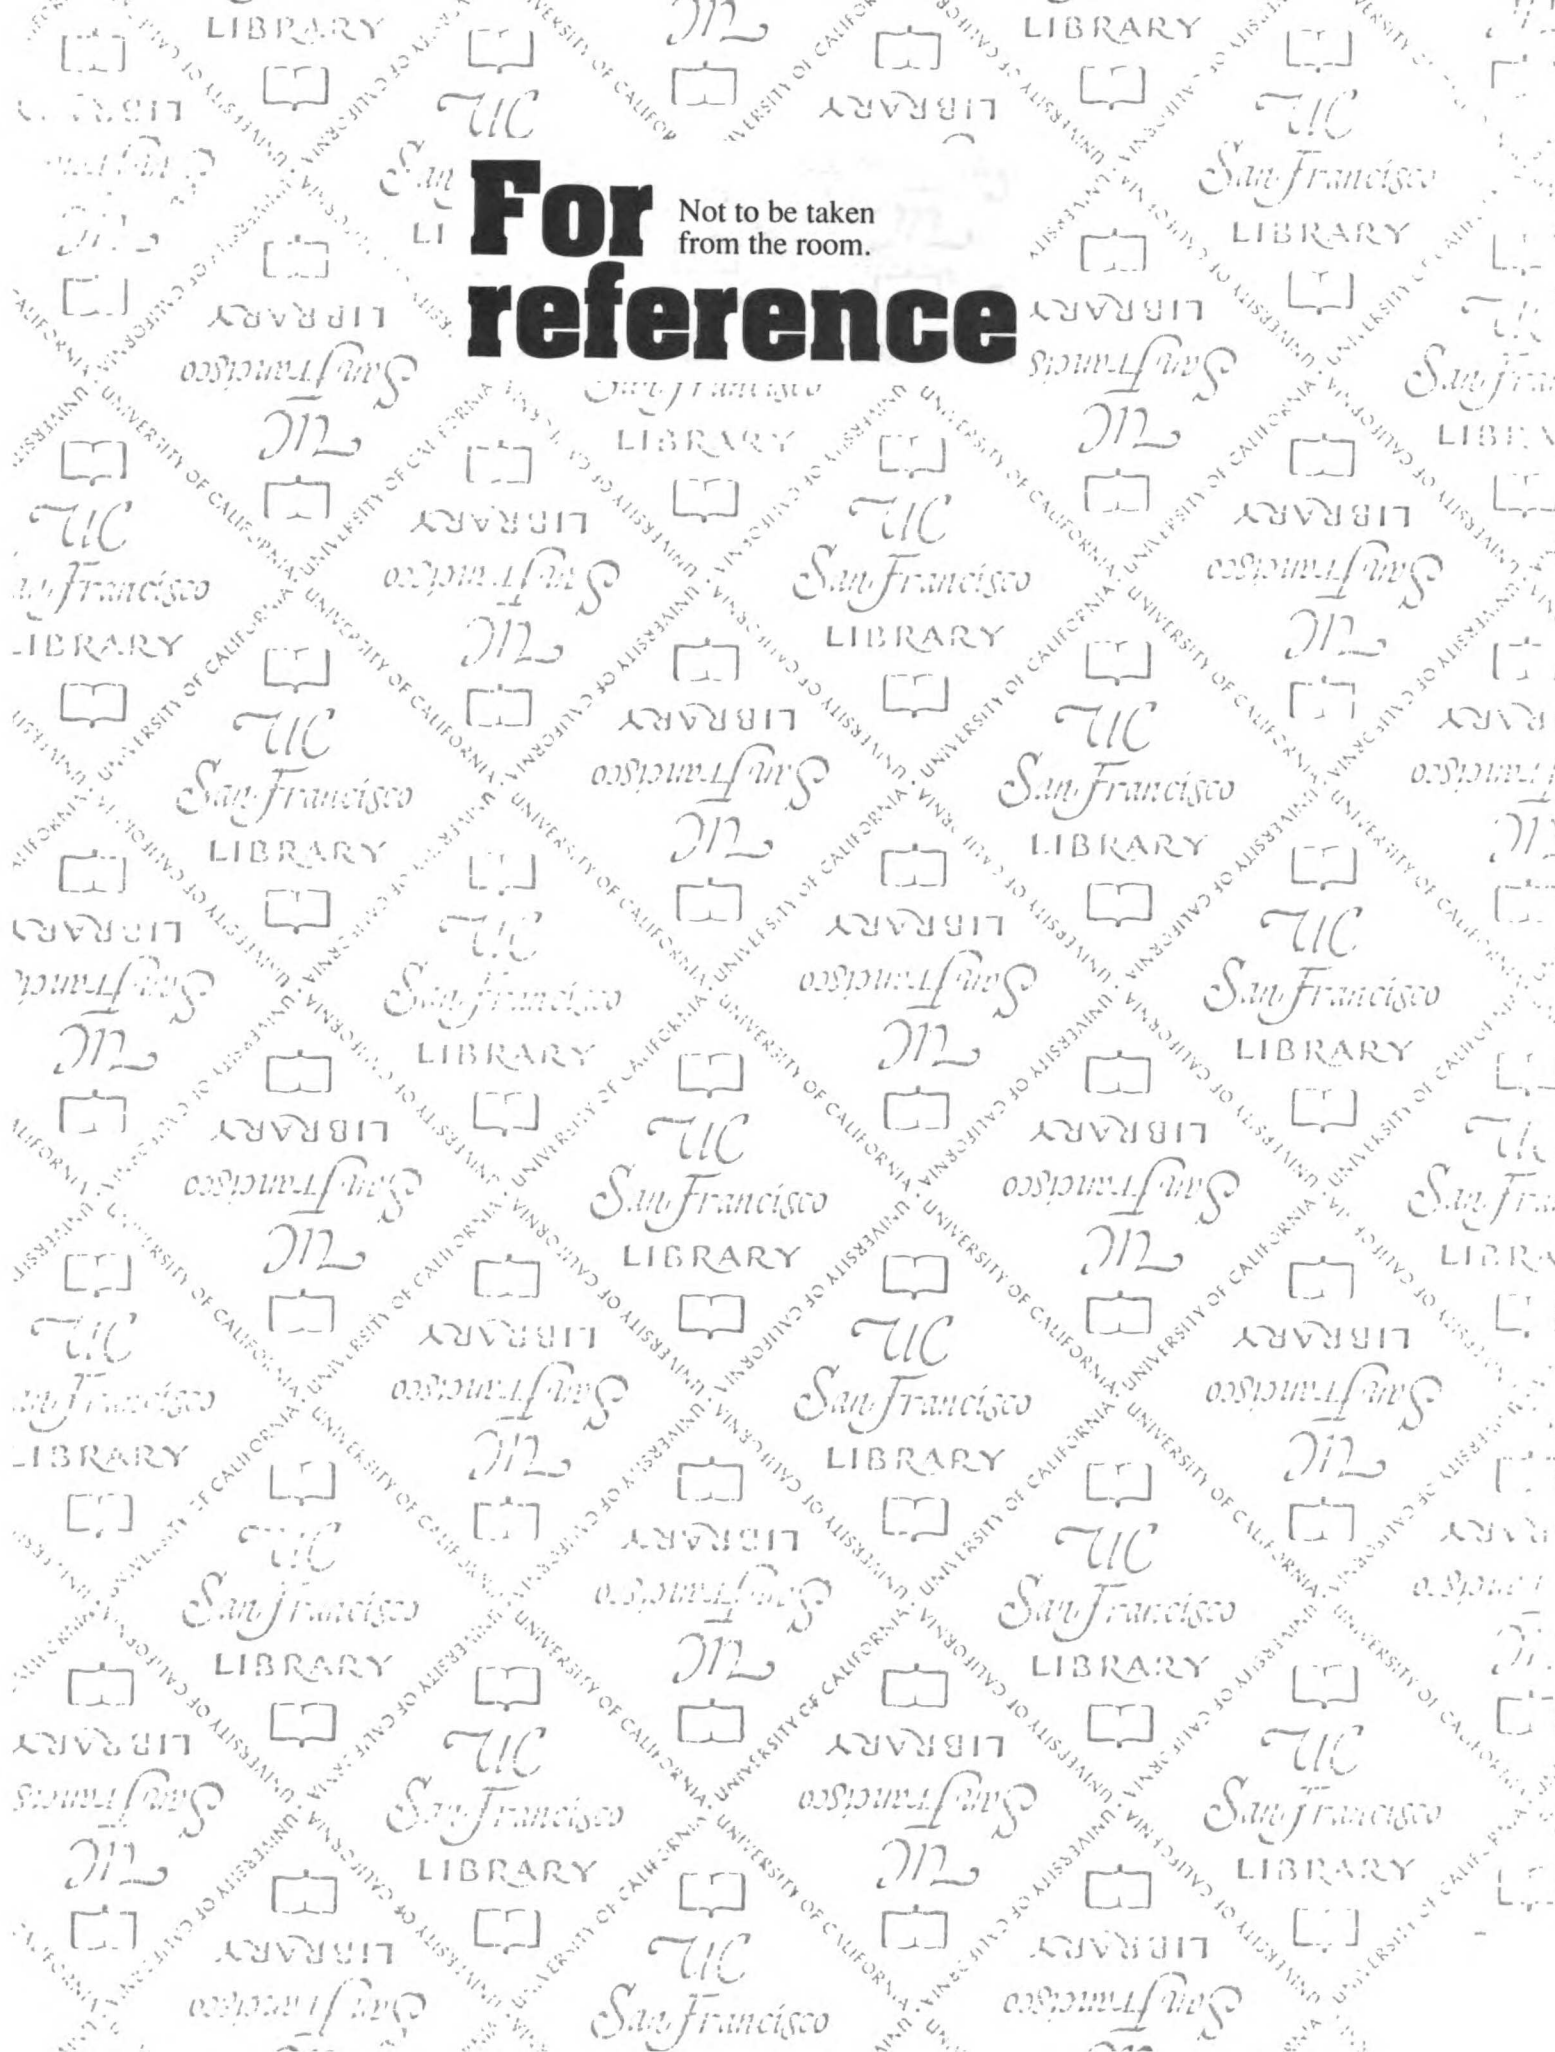 For
Not to be taken
from the room.
reference
UC
San Francisco
LIBRARY
UNIVERSITY OF CALIFORNIA